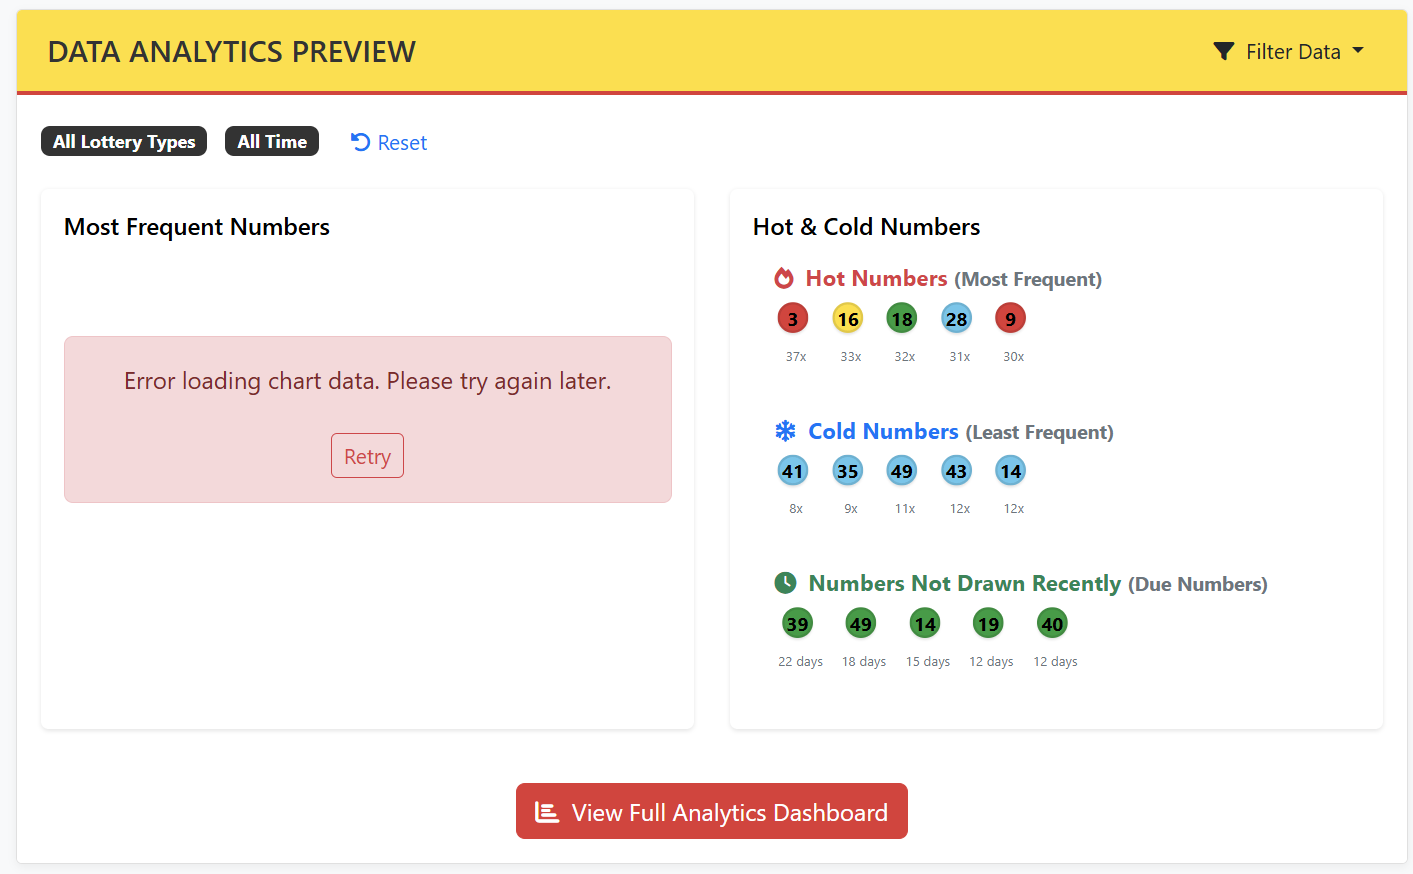 DATA ANALYTICS PREVIEW
Filter Data
All Lottery Types All Time Reset
Most Frequent Numbers
Error loading chart data. Please try again later.
Retry
Hot & Cold Numbers
Hot Numbers (Most Frequent)
3 16 18 28 9
37x 33x 32x 31x 30x
Cold Numbers (Least Frequent)
41 35 49 43 14
8x 9x 11x 12x 12x
Numbers Not Drawn Recently (Due Numbers)
39 49 14 19 40
22 days 18 days 15 days 12 days 12 days
View Full Analytics Dashboard